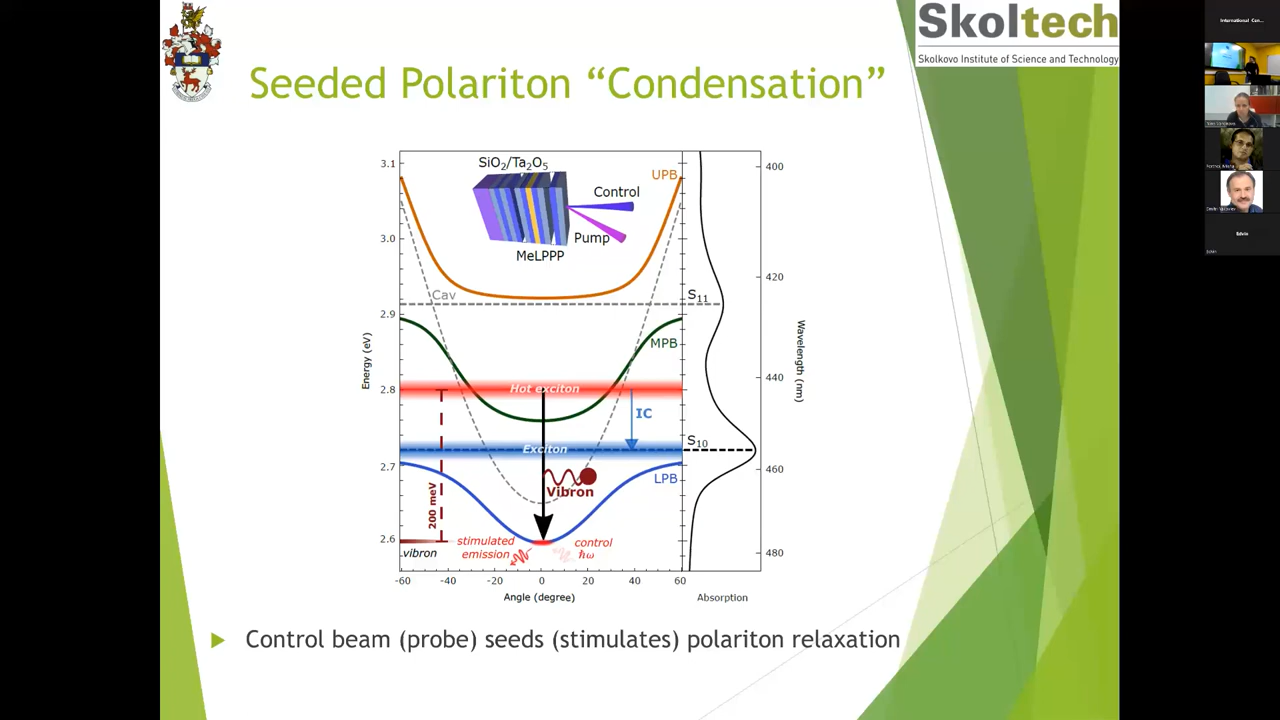 Skoltech
Skolkovo Institute of Science and Technology
Seeded Polariton “Condensation”
SiO2/Ta2O5
Control
Pump
MeLPPP
UPB
Cav
S11
MPB
Hot exciton
IC
S10
Exciton
LPB
Vibron
200 meV
stimulated
emission
control
ħω
vibron
3.1
3.0
2.9
2.8
2.7
2.6
Energy (eV)
-60 -40 -20 0 20 40 60
Angle (degree)
Absorption
400
420
440
460
480
Wavelength (nm)
Control beam (probe) seeds (stimulates) polariton relaxation
International Cen...
Edvin